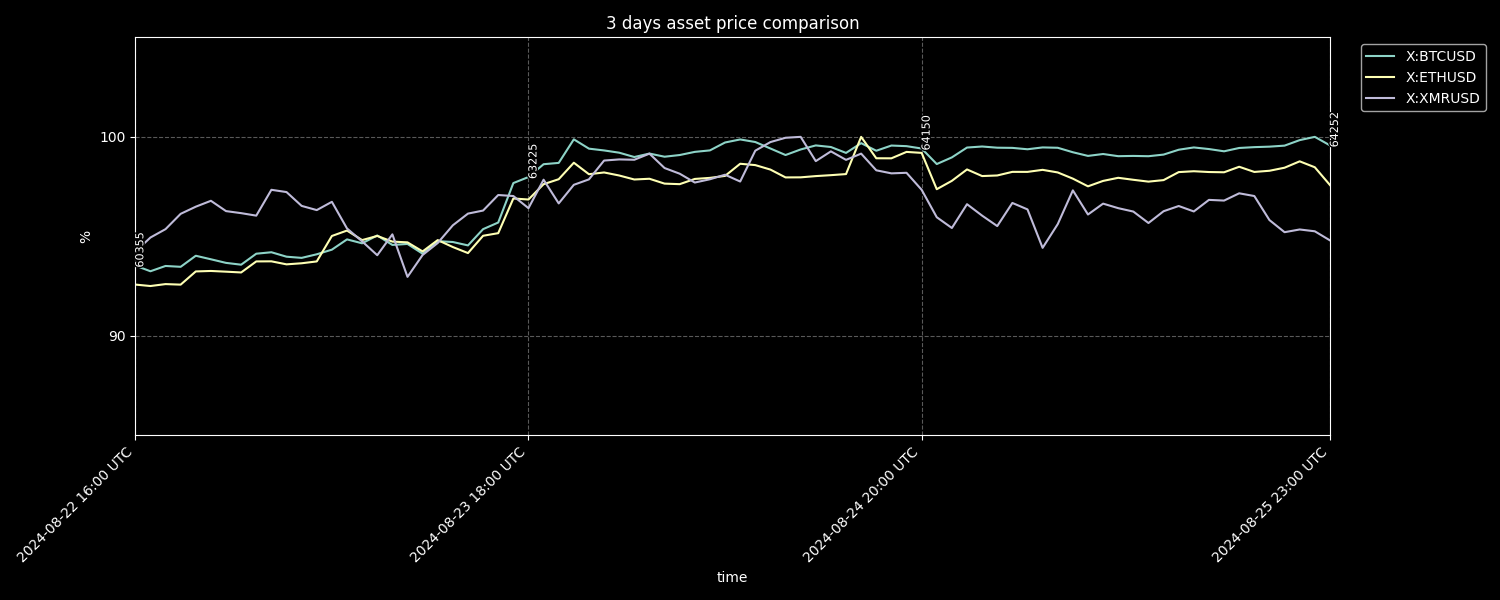 3 days asset price comparison
X:BTCUSD
X:ETHUSD
X:XMRUSD
100
90
%
60355
63225
64150
64252
2024-08-22 16:00 UTC
2024-08-23 18:00 UTC
2024-08-24 20:00 UTC
2024-08-25 23:00 UTC
time